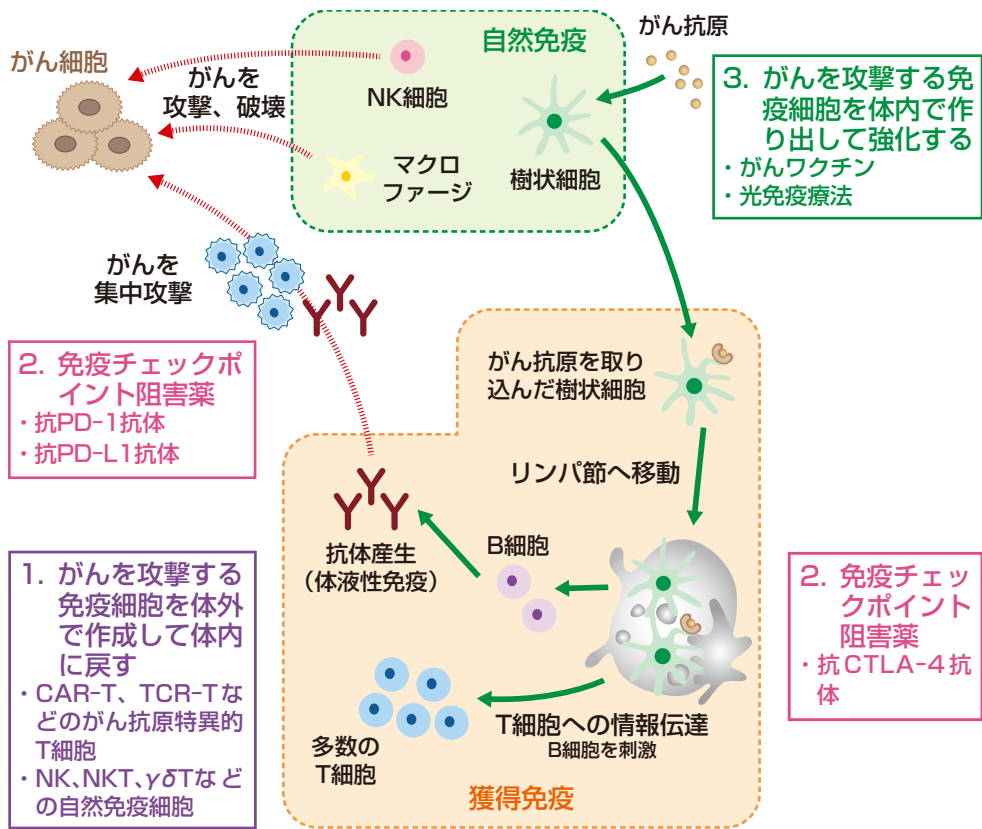 自然免疫
がん抗原
がん細胞
がんを
攻撃、破壊
NK細胞
マクロ
ファージ
樹状細胞
3. がんを攻撃する免
疫細胞を体内で作
り出して強化する
・がんワクチン
・光免疫療法
がんを
集中攻撃
2. 免疫チェックポ
イント阻害薬
・抗PD-1抗体
・抗PD-L1抗体
がん抗原を取り
込んだ樹状細胞
リンパ節へ移動
抗体産生
（体液性免疫）
B細胞
1. がんを攻撃する
免疫細胞を体外
で作成して体内
に戻す
・CAR-T、TCR-Tな
どのがん抗原特異的
T細胞
・NK、NKT、γδTな ど
の自然免疫細胞
2. 免疫チェッ
クポイント
阻害薬
・抗CTLA-4抗
体
T細胞への情報伝達
B細胞を刺激
多数の
T細胞
獲得免疫